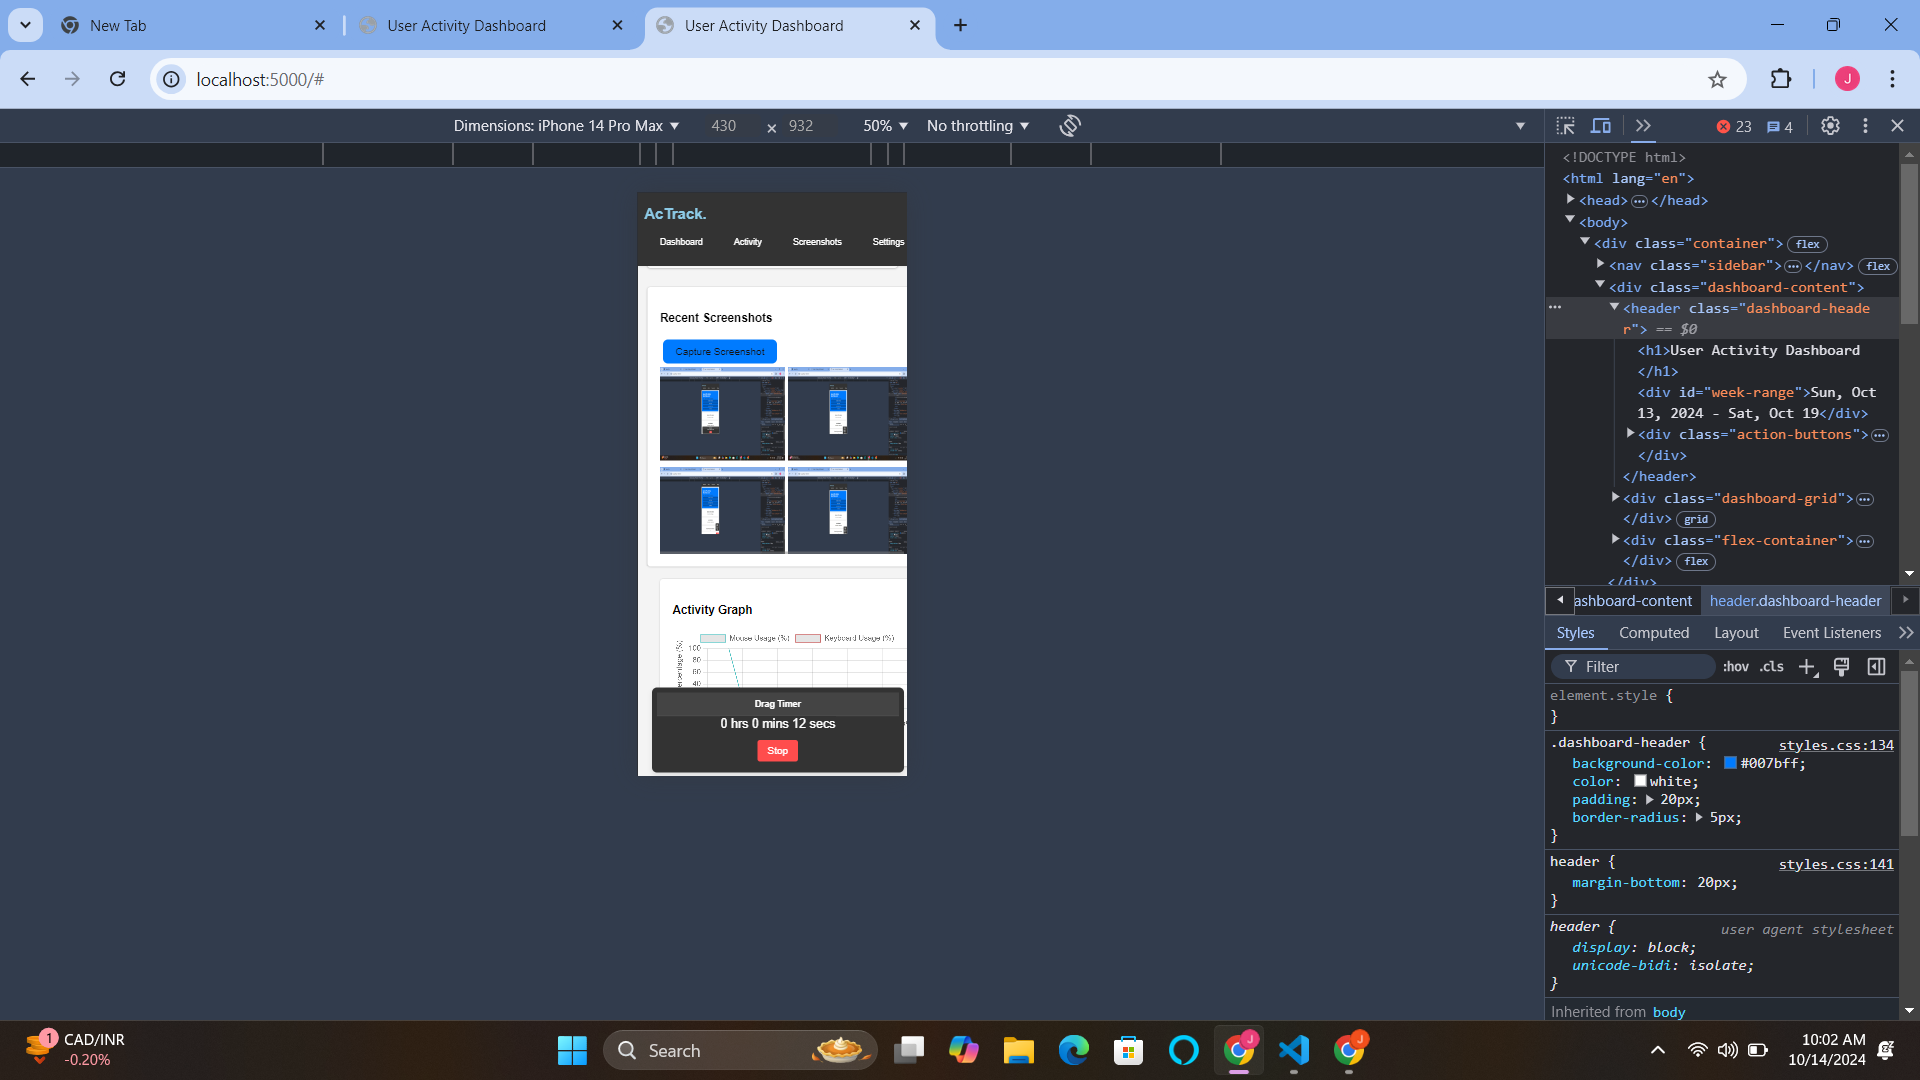 New Tab
User Activity Dashboard
User Activity Dashboard
localhost:5000/#
J
Dimensions: iPhone 14 Pro Max
430
×
932
50%
No throttling
23
4
AcTrack.
Dashboard
Activity
Screenshots
Settings
Recent Screenshots
Capture Screenshot
Activity Graph
Mouse Usage (%)
Keyboard Usage (%)
100
80
60
40
Drag Timer
0 hrs 0 mins 12 secs
Stop
<!DOCTYPE html>
<html lang="en">
<head> </head>
<body>
<div class="container"> flex
<nav class="sidebar"> </nav> flex
<div class="dashboard-content">
<header class="dashboard-heade
r"> == $0
<h1>User Activity Dashboard
</h1>
<div id="week-range">Sun, Oct
13, 2024 - Sat, Oct 19</div>
<div class="action-buttons">
</div>
</header>
<div class="dashboard-grid">
</div> grid
<div class="flex-container">
</div> flex
</div>
ashboard-content
header.dashboard-header
Styles
Computed
Layout
Event Listeners
Filter
:hov
.cls
element.style {
}
.dashboard-header {
styles.css:134
background-color: #007bff;
color: white;
padding: 20px;
border-radius: 5px;
}
header {
styles.css:141
margin-bottom: 20px;
}
header {
user agent stylesheet
display: block;
unicode-bidi: isolate;
}
Inherited from body
1
CAD/INR
-0.20%
Search
J
J
10:02 AM
10/14/2024